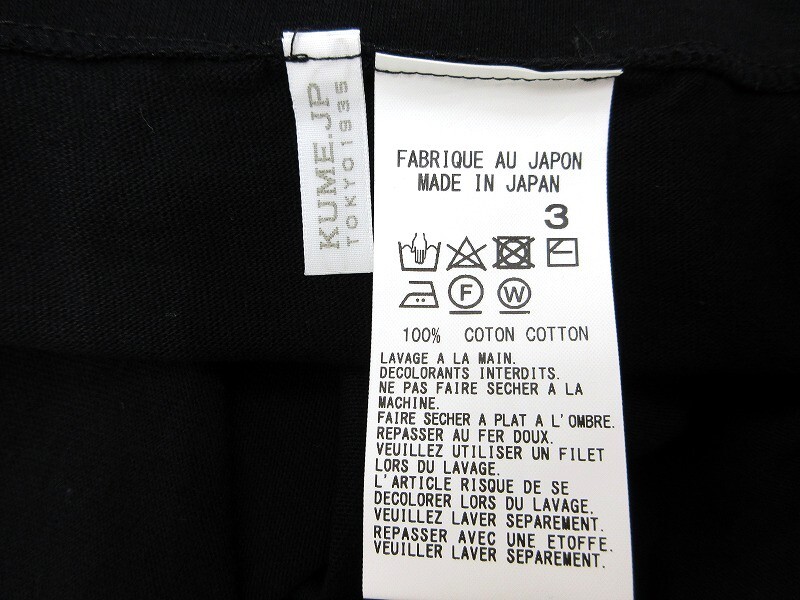 KUME.JP
TOKYO1935
FABRIQUE AU JAPON
MADE IN JAPAN
3
F W
100% COTON COTTON
LAVAGE A LA MAIN.
DECOLORANTS INTERDITS.
NE PAS FAIRE SECHER A LA
MACHINE.
FAIRE SECHER A PLAT A L'OMBRE.
REPASSER AU FER DOUX.
VEUILLEZ UTILISER UN FILET
LORS DU LAVAGE.
L'ARTICLE RISQUE DE SE
DECOLORER LORS DU LAVAGE.
VEUILLEZ LAVER SEPAREMENT.
REPASSER AVEC UNE ETOFFE.
VEUILLER LAVER SEPAREMENT.